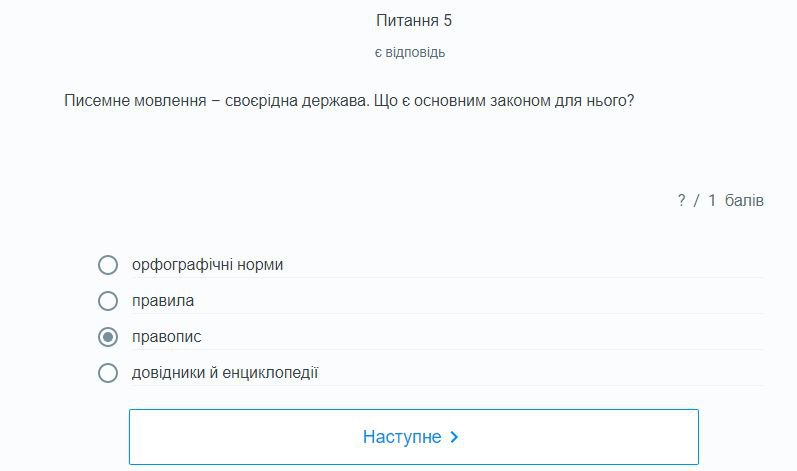 Питання 5
є відповідь
Писемне мовлення – своєрідна держава. Що є основним законом для нього?
? / 1 балів
орфографічні норми
правила
правопис
довідники й енциклопедії
Наступне